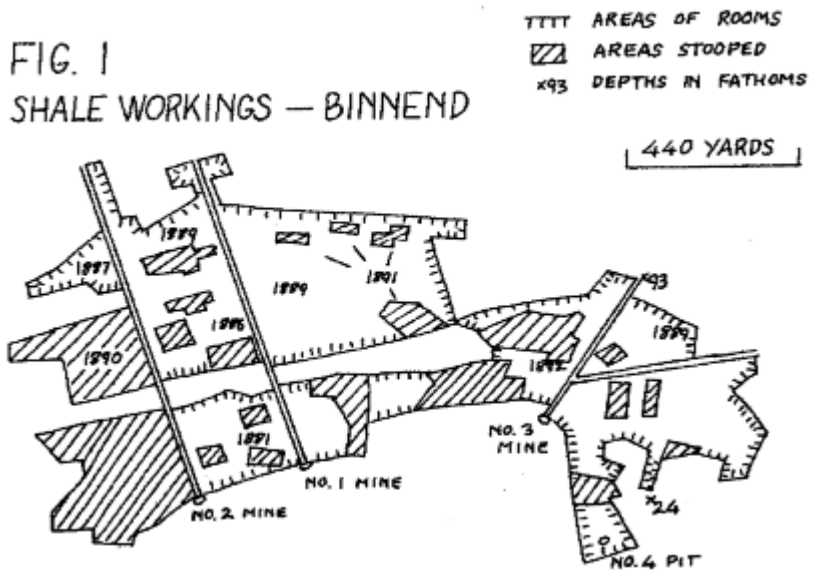 FIG. 1
SHALE WORKINGS — BINNEND
AREAS OF ROOMS
AREAS STOOPED
x93 DEPTHS IN FATHOMS
440 YARDS
1889
1887
1889
1891
x93
1886
1889
1890
1892
1881
NO. 3
MINE
NO. 1 MINE
NO. 2 MINE
x24
NO. 4 PIT